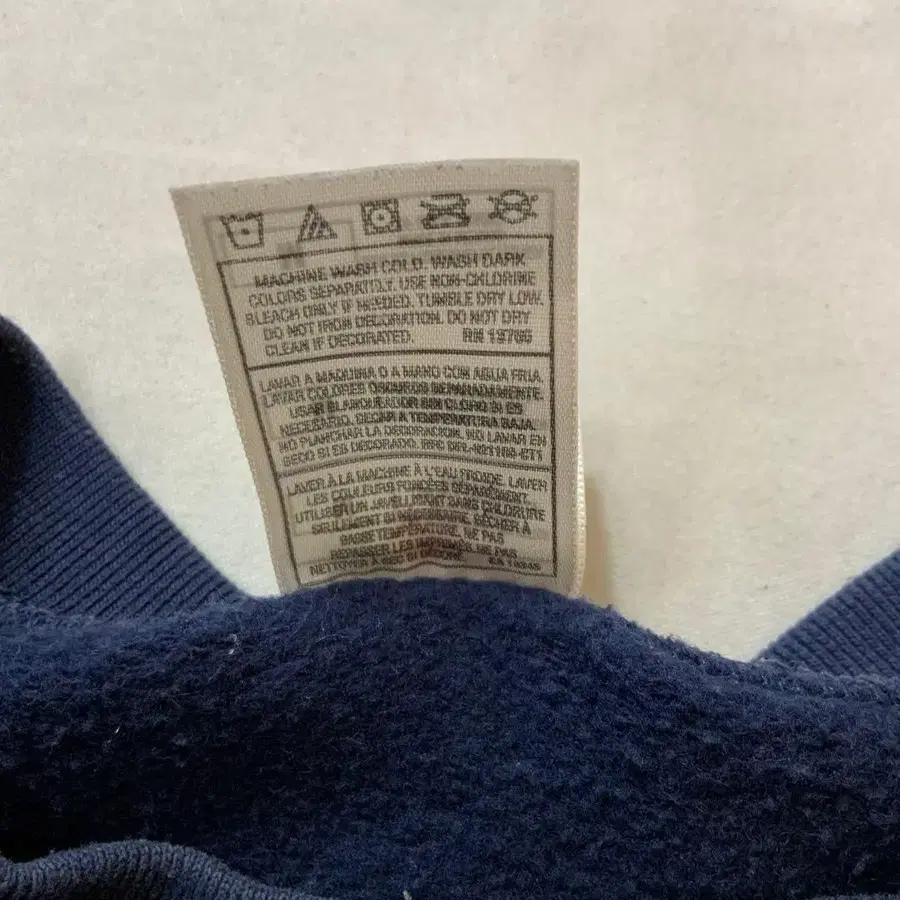 MACHINE WASH COLD. WASH DARK
COLORS SEPARATELY. USE NON-CHLORINE
BLEACH ONLY IF NEEDED. TUMBLE DRY LOW.
DO NOT IRON DECORATION. DO NOT DRY
CLEAN IF DECORATED. RN
LAVAR A MAQUINA O A MANO CON AGUA FRIA.
LAVAR COLORES OSCUROS SEPARADAMENTE.
USAR BLANQUEADOR SIN CLORO SI ES
NECESARIO. SECAR A TEMPERATURA BAJA.
NO PLANCHAR LA DECORACION. NO LAVAR EN
SECO SI ES DECORADO.
LAVER À LA MACHINE À L'EAU FROIDE. LAVER
LES COULEURS FONCÉES SÉPARÉMENT.
UTILISER UN JAVELLISANT SANS CHLORURE
SEULEMENT SI NÉCESSAIRE. SÉCHER À
BASSE TEMPÉRATURE. NE PAS
REPASSER LES IMPRIMÉS. NE PAS
NETTOYER À SEC SI DÉCORÉ. CA